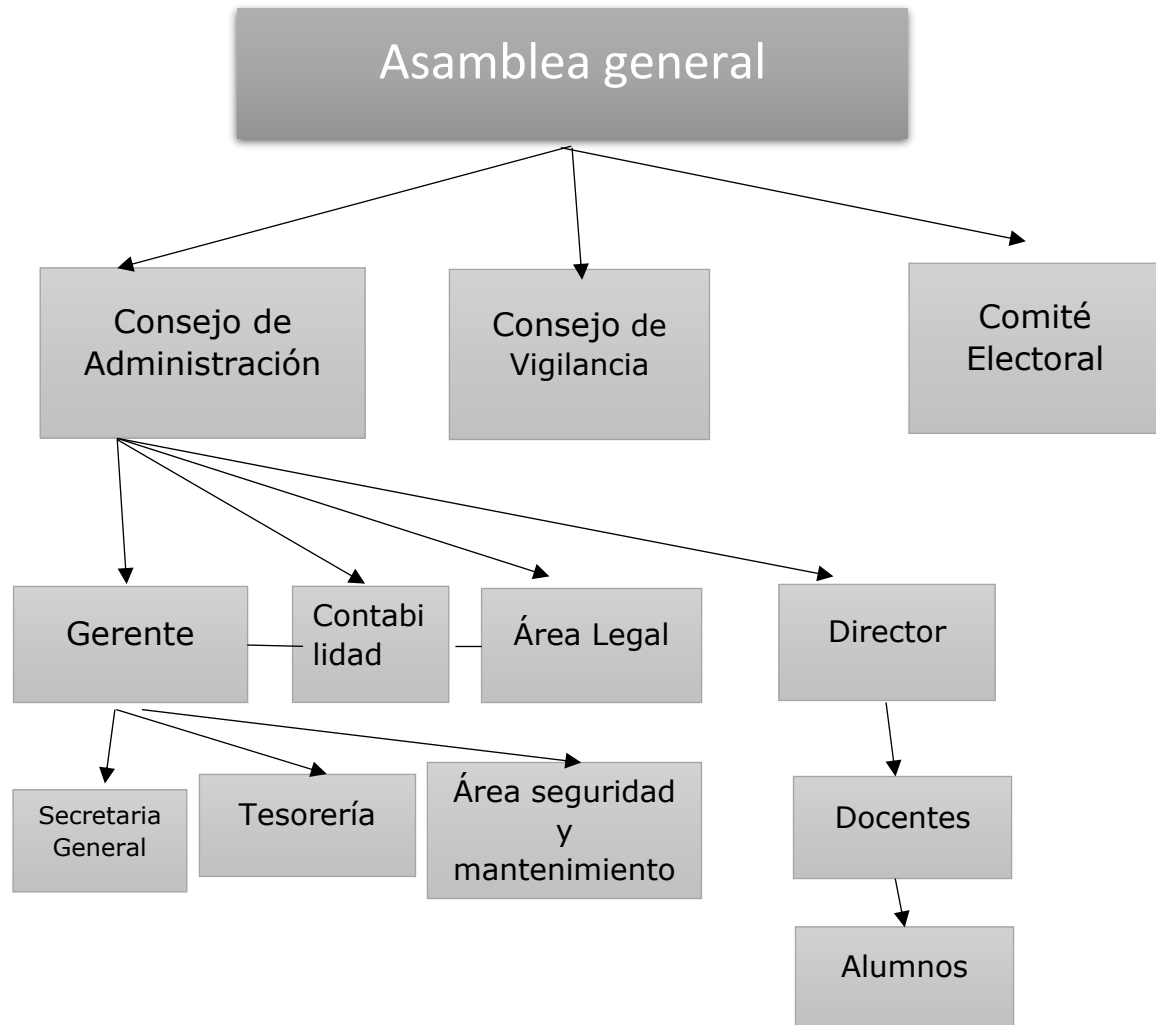 Asamblea general
Consejo de
Administración
Consejo de
Vigilancia
Comité
Electoral
Gerente
Contabi
lidad
Área Legal
Director
Secretaria
General
Tesorería
Área seguridad
y
mantenimiento
Docentes
Alumnos